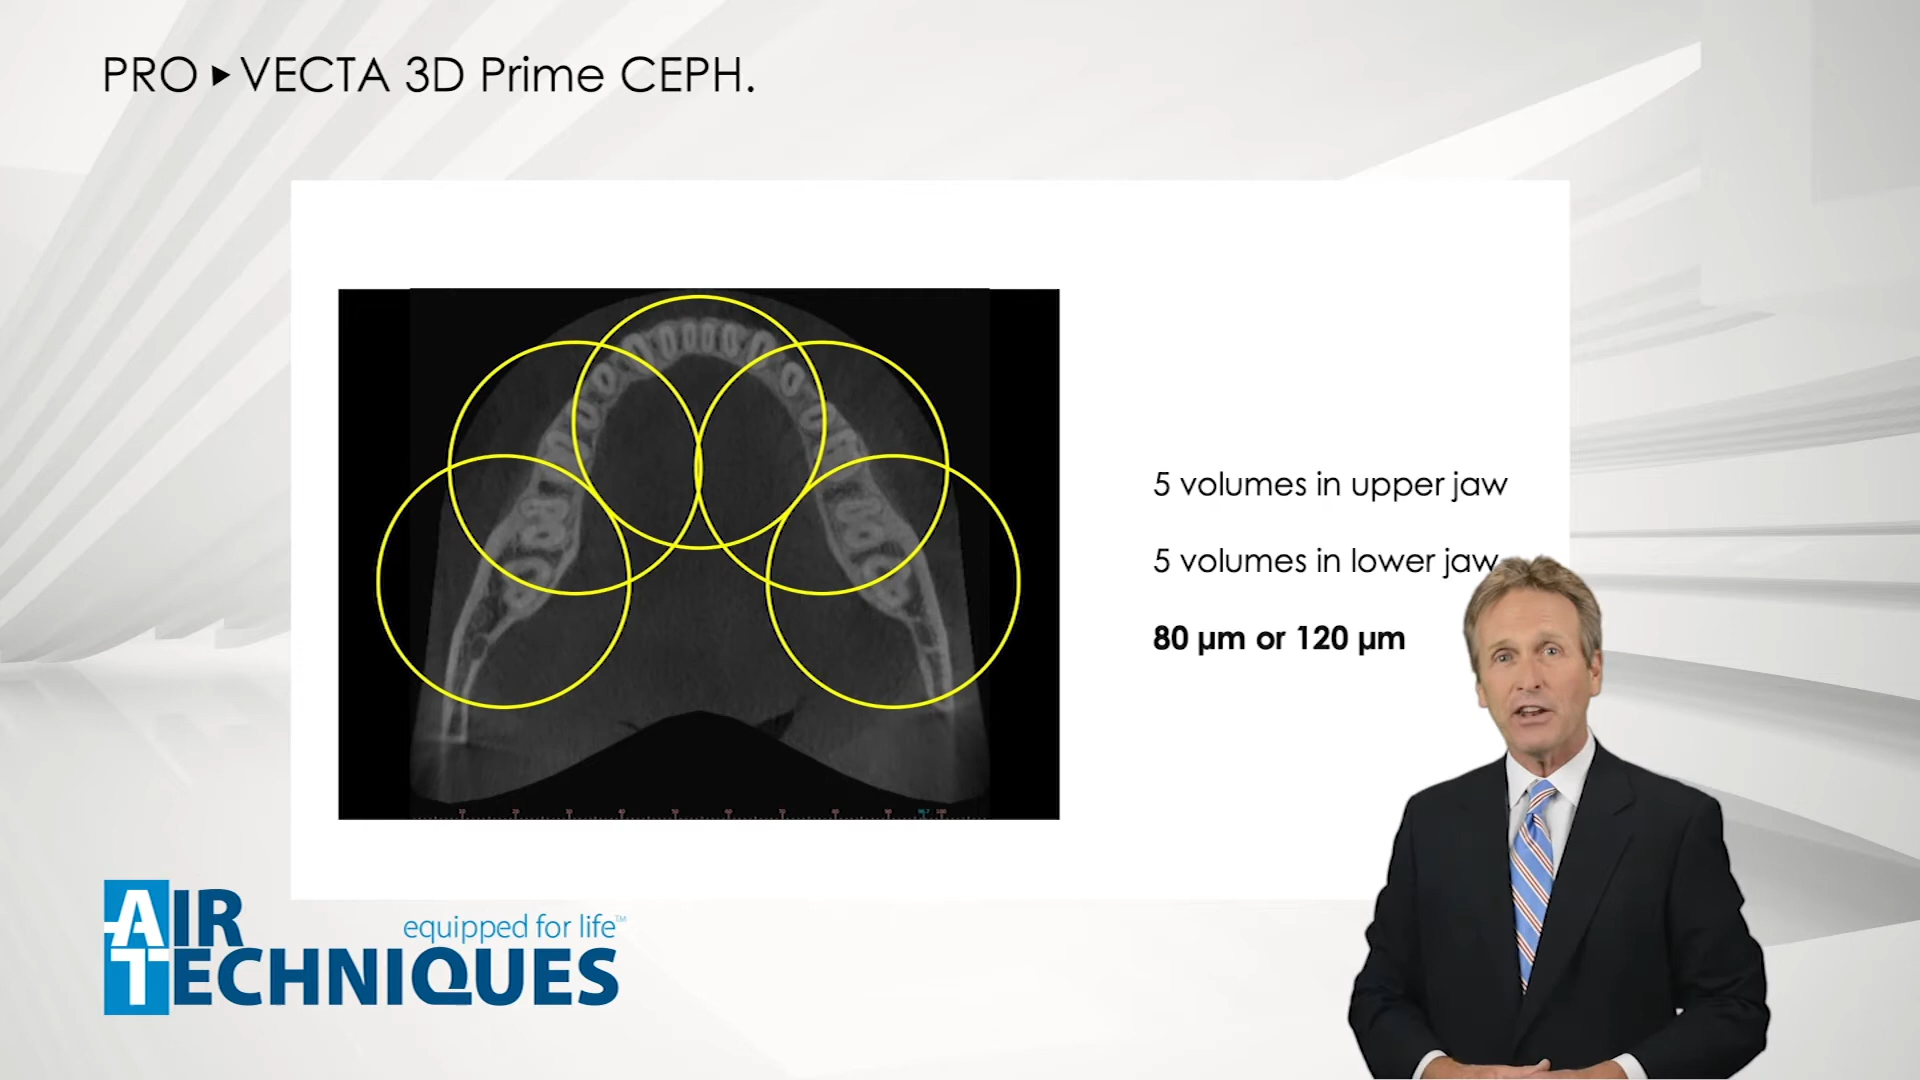 PRO ▸ VECTA 3D Prime CEPH.
5 volumes in upper jaw
5 volumes in lower jaw
80 µm or 120 µm
equipped for life™
AIR
TECHNIQUES